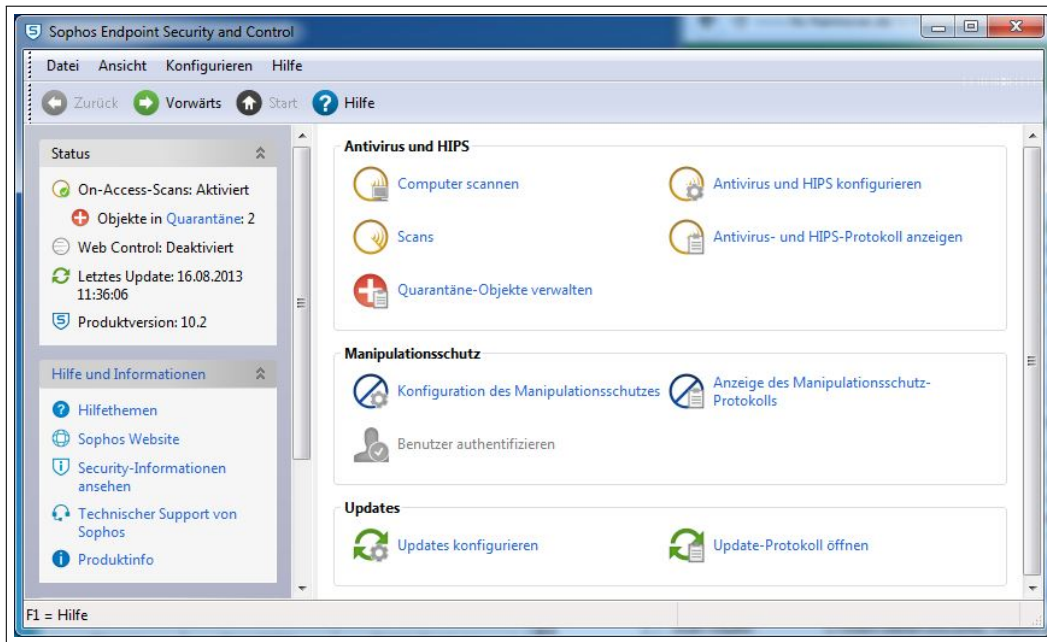 Sophos Endpoint Security and Control
Datei Ansicht Konfigurieren Hilfe
Zurück Vorwärts Start Hilfe
Status
On-Access-Scans: Aktiviert
Objekte in Quarantäne: 2
Web Control: Deaktiviert
Letztes Update: 16.08.2013
11:36:06
Produktversion: 10.2
Hilfe und Informationen
Hilfethemen
Sophos Website
Security-Informationen
ansehen
Technischer Support von
Sophos
Produktinfo
Antivirus und HIPS
Computer scannen
Antivirus und HIPS konfigurieren
Scans
Antivirus- und HIPS-Protokoll anzeigen
Quarantäne-Objekte verwalten
Manipulationsschutz
Konfiguration des Manipulationsschutzes
Anzeige des Manipulationsschutz-
Protokolls
Benutzer authentifizieren
Updates
Updates konfigurieren
Update-Protokoll öffnen
F1 = Hilfe